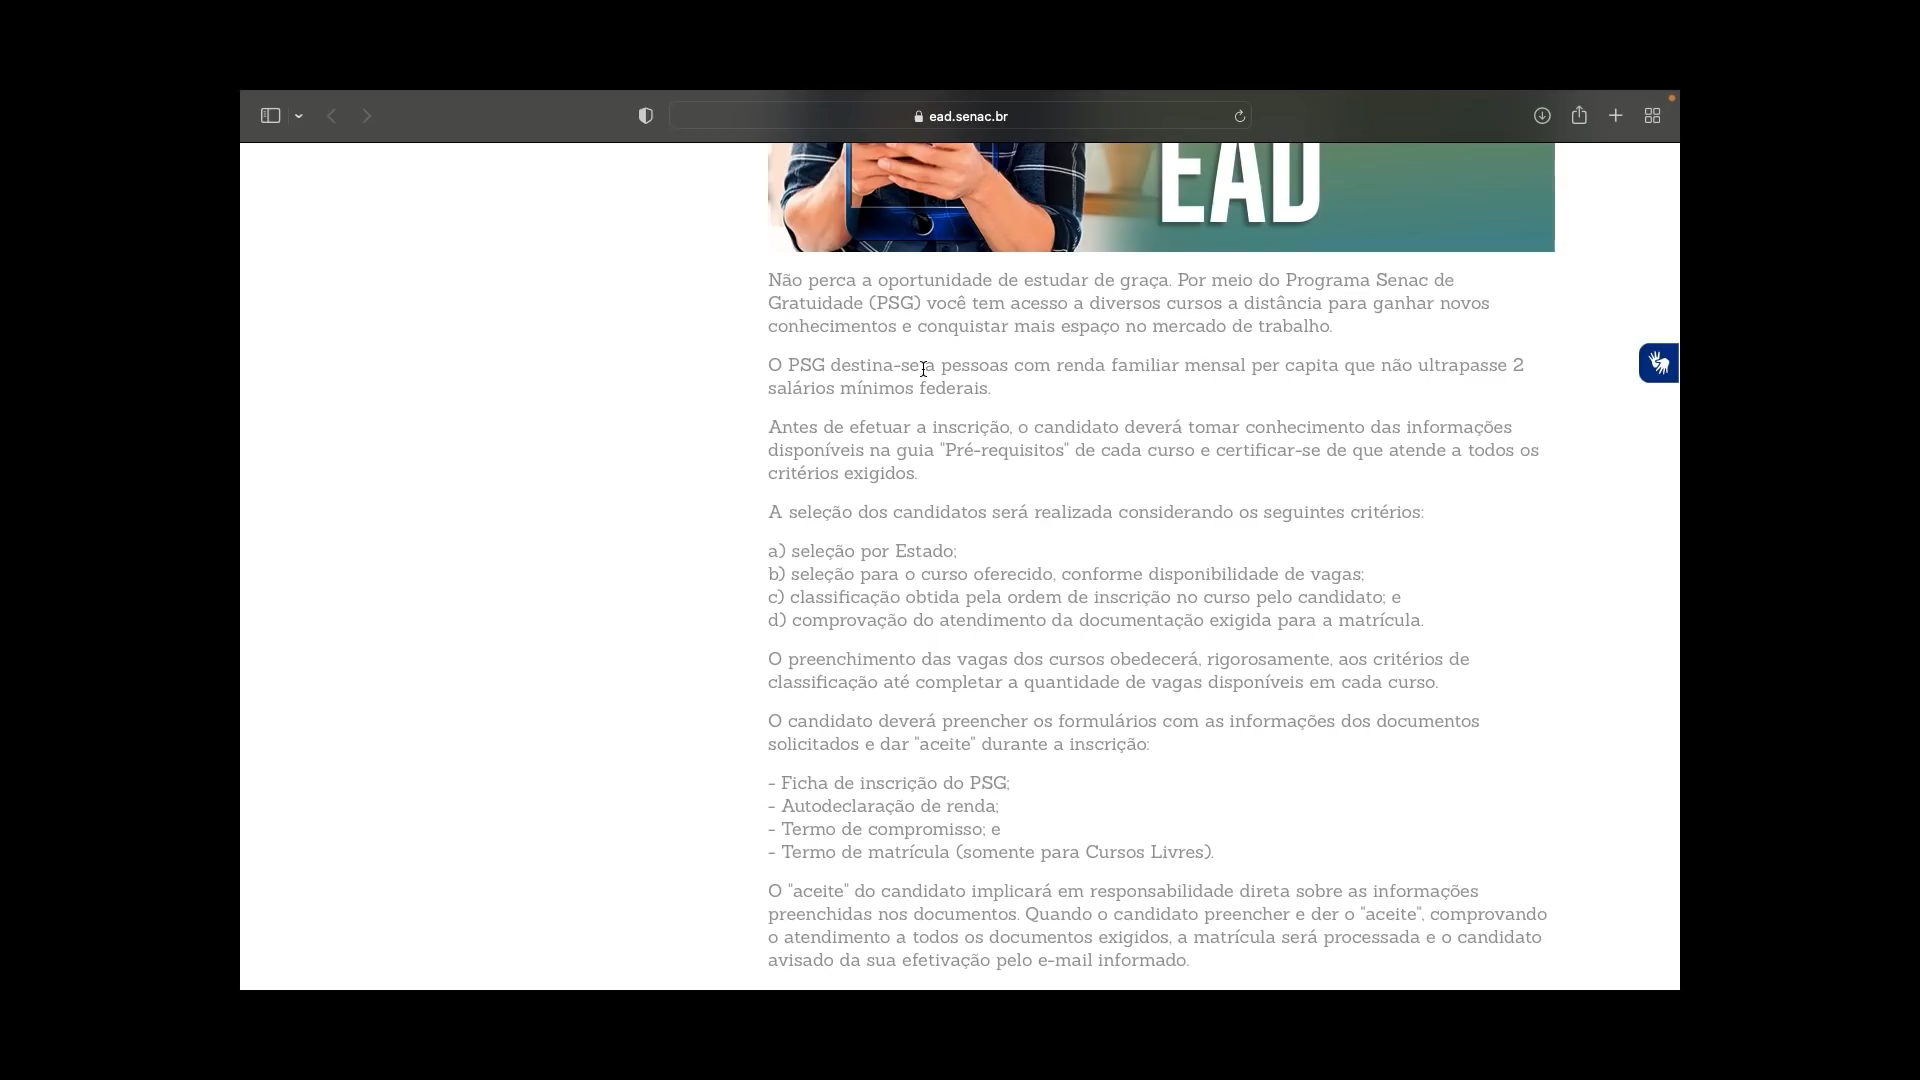 ead.senac.br
EAD
Não perca a oportunidade de estudar de graça. Por meio do Programa Senac de
Gratuidade (PSG) você tem acesso a diversos cursos a distância para ganhar novos
conhecimentos e conquistar mais espaço no mercado de trabalho.
O PSG destina-se a pessoas com renda familiar mensal per capita que não ultrapasse 2
salários mínimos federais.
Antes de efetuar a inscrição, o candidato deverá tomar conhecimento das informações
disponíveis na guia "Pré-requisitos" de cada curso e certificar-se de que atende a todos os
critérios exigidos.
A seleção dos candidatos será realizada considerando os seguintes critérios:
a) seleção por Estado;
b) seleção para o curso oferecido, conforme disponibilidade de vagas;
c) classificação obtida pela ordem de inscrição no curso pelo candidato; e
d) comprovação do atendimento da documentação exigida para a matrícula.
O preenchimento das vagas dos cursos obedecerá, rigorosamente, aos critérios de
classificação até completar a quantidade de vagas disponíveis em cada curso.
O candidato deverá preencher os formulários com as informações dos documentos
solicitados e dar "aceite" durante a inscrição:
- Ficha de inscrição do PSG;
- Autodeclaração de renda;
- Termo de compromisso; e
- Termo de matrícula (somente para Cursos Livres).
O "aceite" do candidato implicará em responsabilidade direta sobre as informações
preenchidas nos documentos. Quando o candidato preencher e der o "aceite", comprovando
o atendimento a todos os documentos exigidos, a matrícula será processada e o candidato
avisado da sua efetivação pelo e-mail informado.